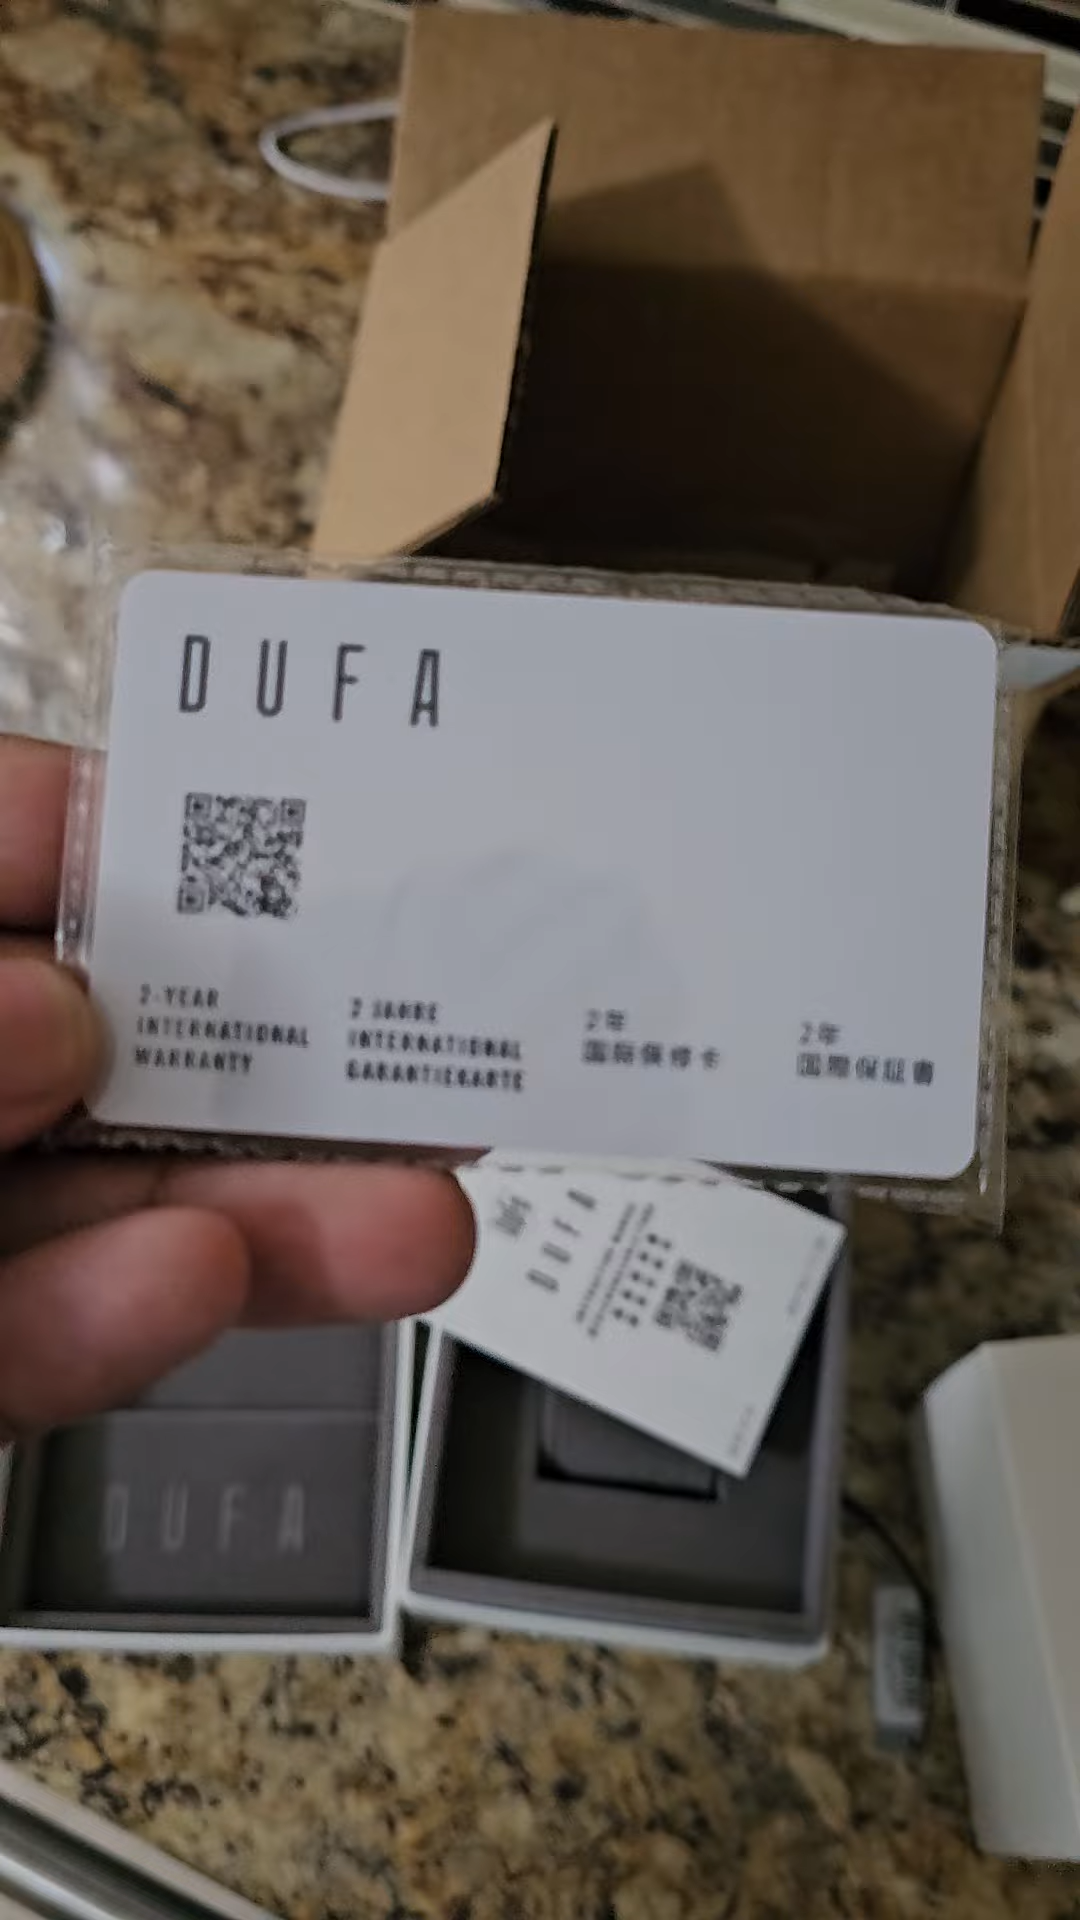 D U F A
2-YEAR
INTERNATIONAL
WARRANTY
2 JAHRE
INTERNATIONAL
GARANTIEKARTE
2年
国际保修卡
2年
国際保証書
DUFA
DUFA